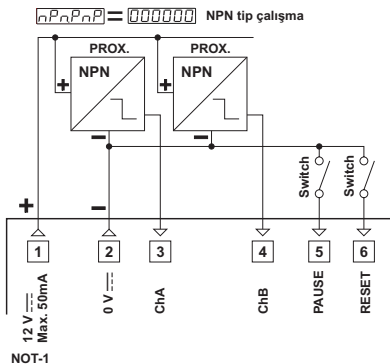 nPnPnP = 000000 NPN tip çalışma
PROX. PROX.
NPN NPN
+ +
− −
Switch Switch
+ −
1 2 3 4 5 6
12 V
Max. 50mA
0 V
ChA
ChB
PAUSE
RESET
NOT-1